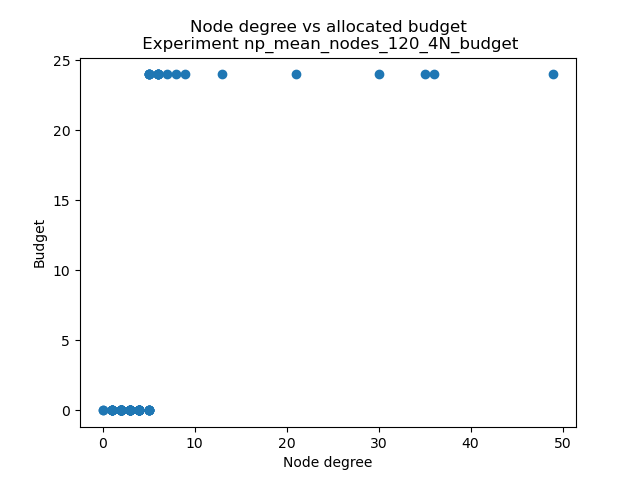 Node degree vs allocated budget
Experiment np_mean_nodes_120_4N_budget
25
20
15
10
5
0
Budget
0 10 20 30 40 50
Node degree